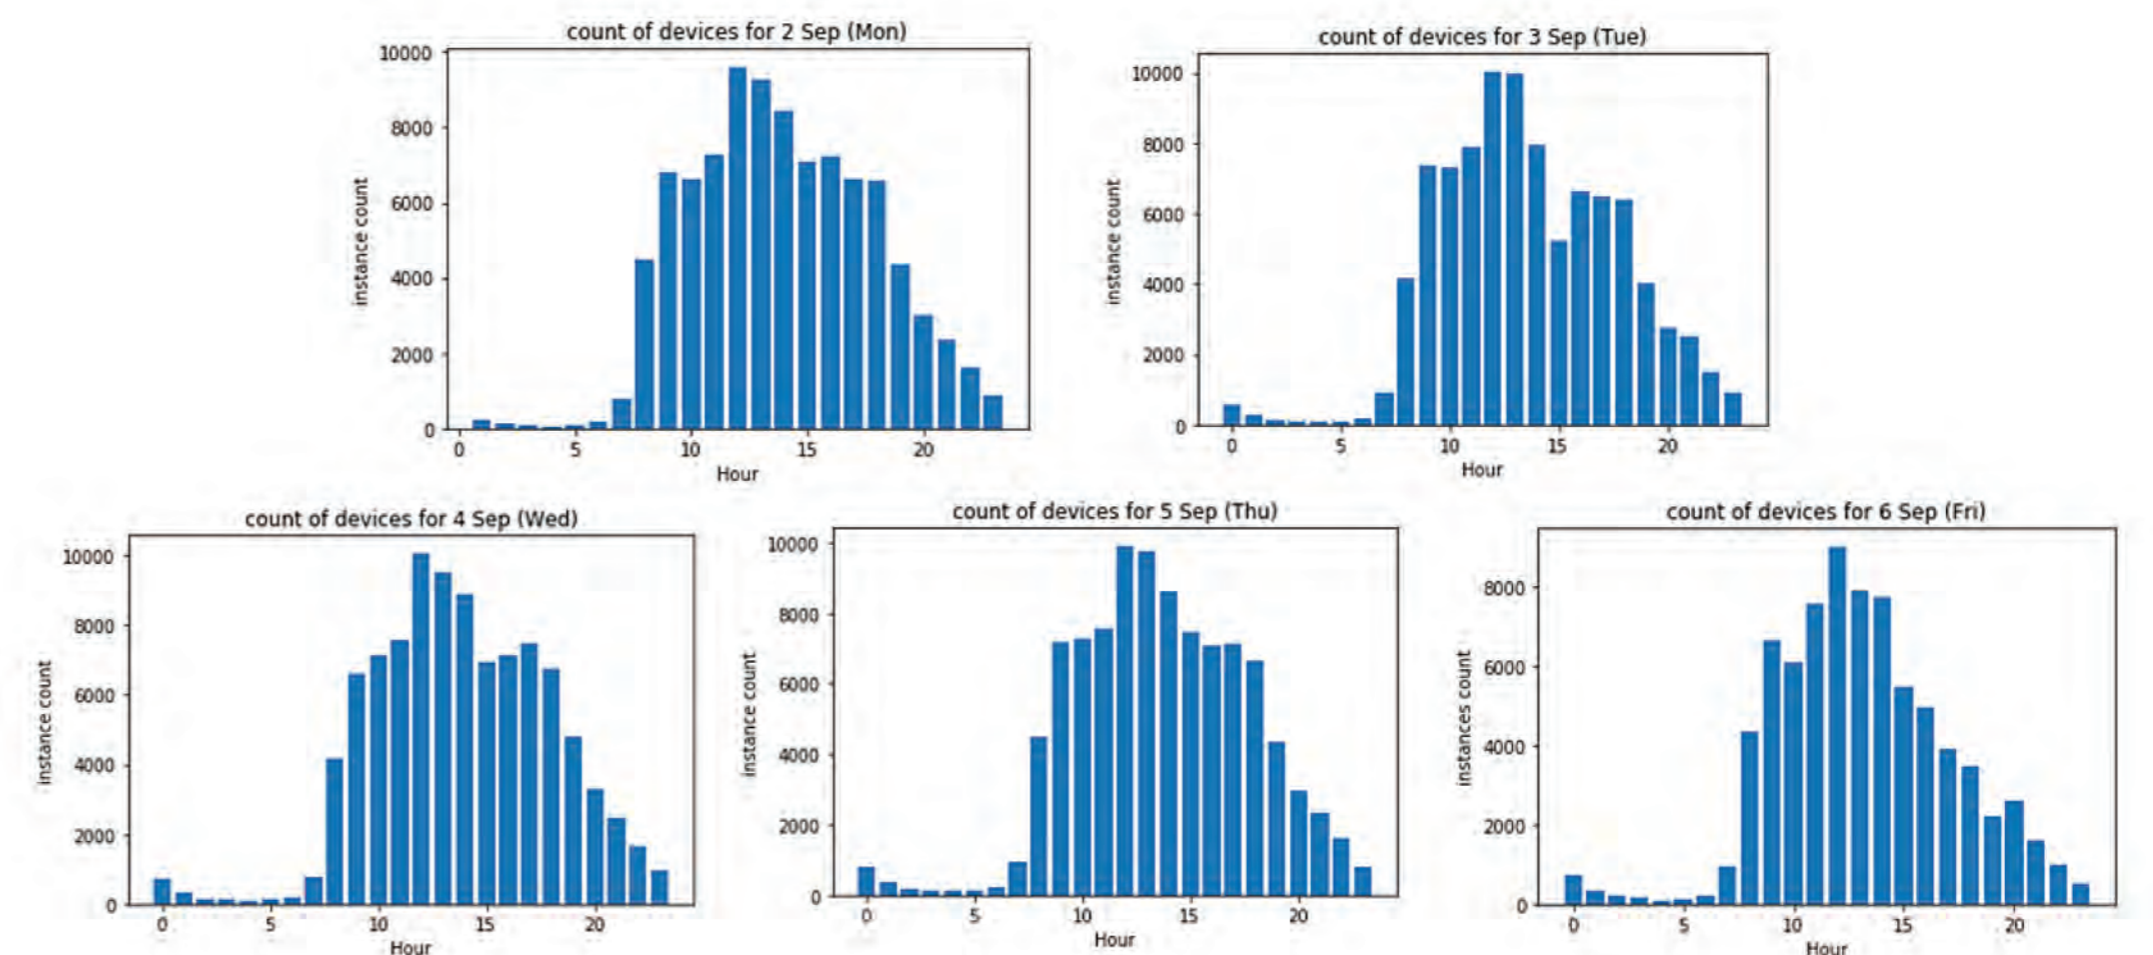 count of devices for 2 Sep (Mon)
10000
8000
6000
4000
2000
0
instance count
0 5 10 15 20
Hour
count of devices for 3 Sep (Tue)
10000
8000
6000
4000
2000
0
instance count
0 5 10 15 20
Hour
count of devices for 4 Sep (Wed)
10000
8000
6000
4000
2000
0
instance count
0 5 10 15 20
Hour
count of devices for 5 Sep (Thu)
10000
8000
6000
4000
2000
0
instance count
0 5 10 15 20
Hour
count of devices for 6 Sep (Fri)
8000
6000
4000
2000
0
instances count
0 5 10 15 20
Hour